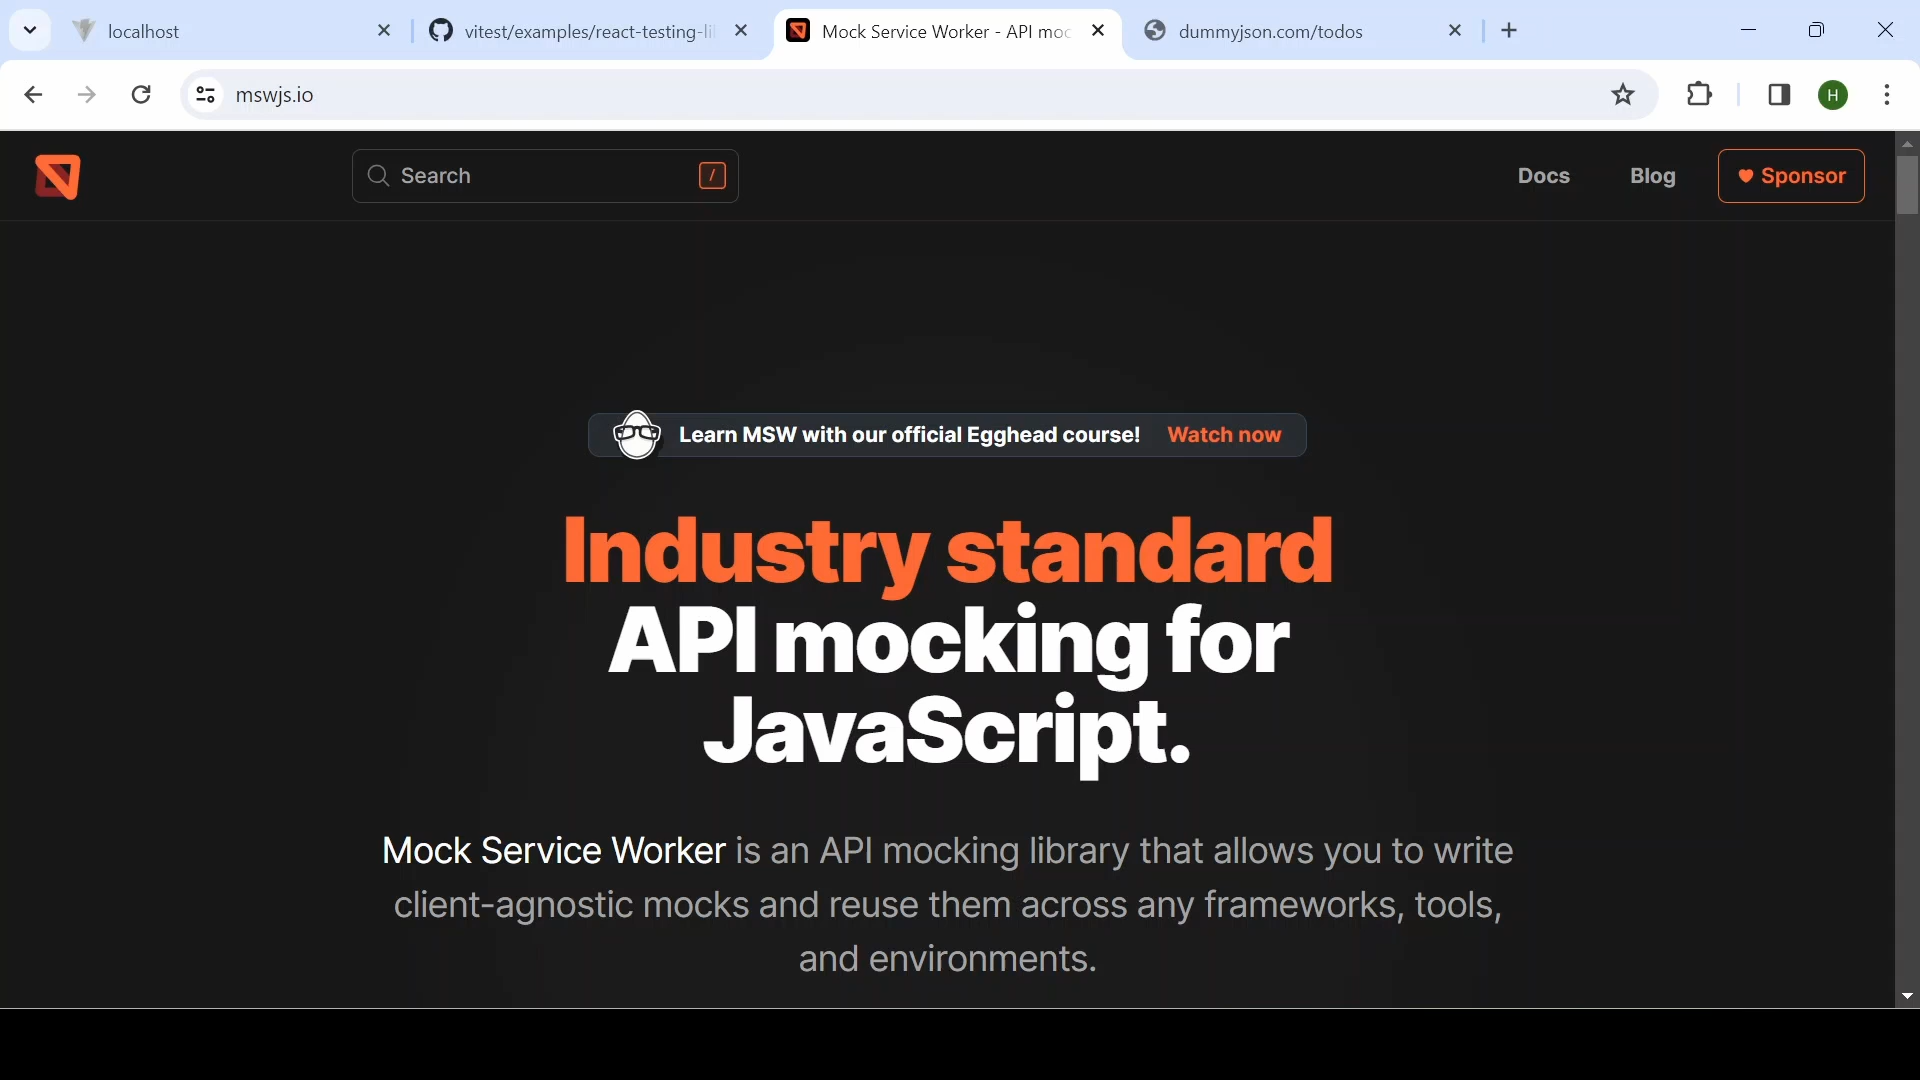 localhost
vitest/examples/react-testing-li
Mock Service Worker - API moc
dummyjson.com/todos
mswjs.io
H
Search
/
Docs
Blog
Sponsor
Learn MSW with our official Egghead course! Watch now
Industry standard
API mocking for
JavaScript.
Mock Service Worker is an API mocking library that allows you to write
client-agnostic mocks and reuse them across any frameworks, tools,
and environments.